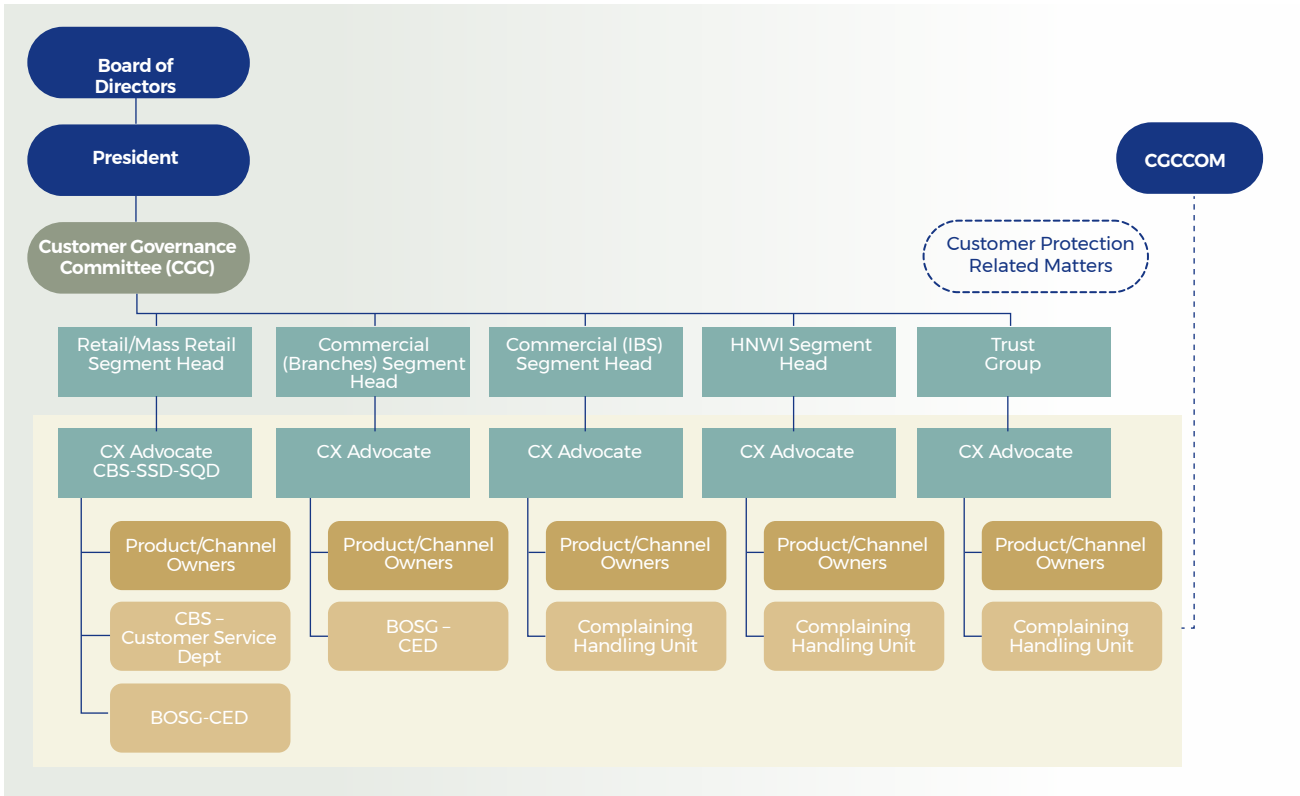 Board of
Directors
President
CGCCOM
Customer Governance
Committee (CGC)
Customer Protection
Related Matters
Retail/Mass Retail
Segment Head
Commercial
(Branches) Segment
Head
Commercial (IBS)
Segment Head
HNWI Segment
Head
Trust
Group
CX Advocate
CBS-SSD-SQD
CX Advocate
CX Advocate
CX Advocate
CX Advocate
Product/Channel
Owners
Product/Channel
Owners
Product/Channel
Owners
Product/Channel
Owners
Product/Channel
Owners
CBS –
Customer Service
Dept
BOSG –
CED
Complaining
Handling Unit
Complaining
Handling Unit
Complaining
Handling Unit
BOSG-CED